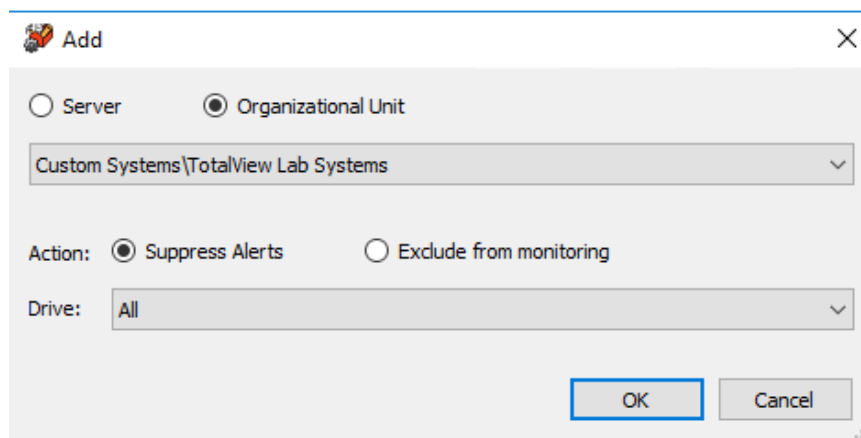 Add
Server Organizational Unit
Custom Systems\TotalView Lab Systems
Action: Suppress Alerts Exclude from monitoring
Drive: All
OK Cancel